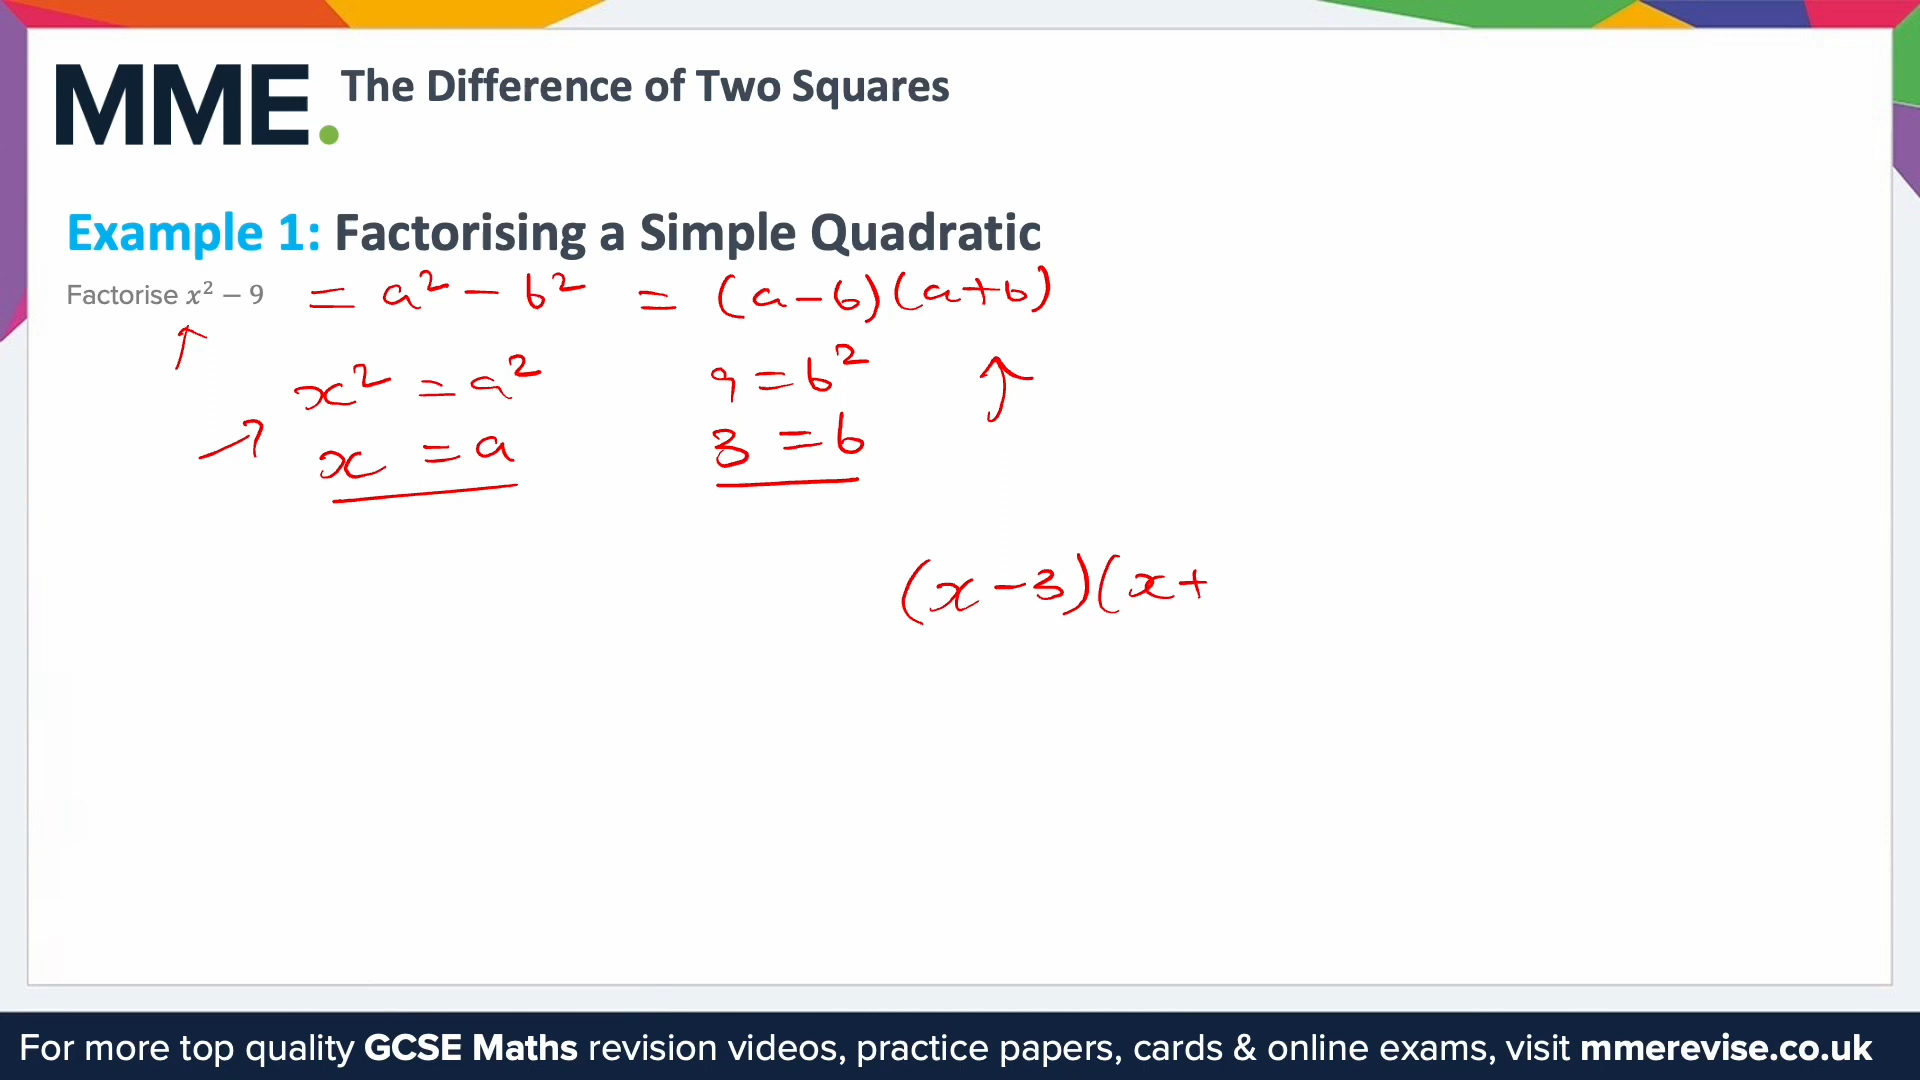 MME. The Difference of Two Squares
Example 1: Factorising a Simple Quadratic
Factorise x² − 9 = a² − b² = (a−b)(a+b)
x² = a² 9 = b²
x = a 3 = b
(x−3)(x+
For more top quality GCSE Maths revision videos, practice papers, cards & online exams, visit mmerevise.co.uk